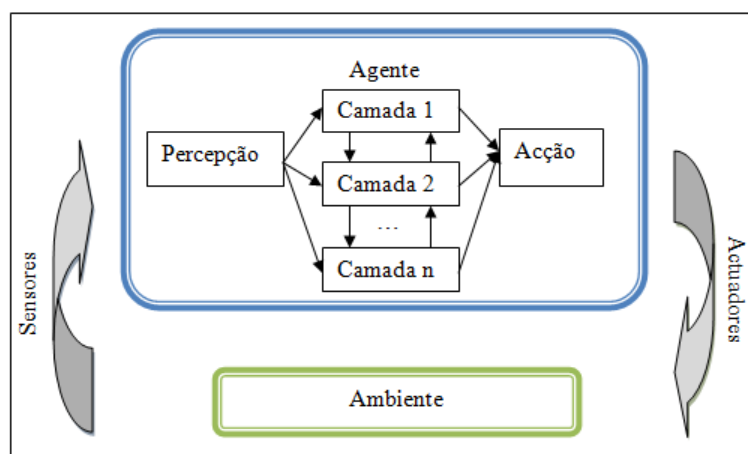 Agente
Camada 1
Percepção
Acção
Camada 2
...
Camada n
Sensores
Actuadores
Ambiente